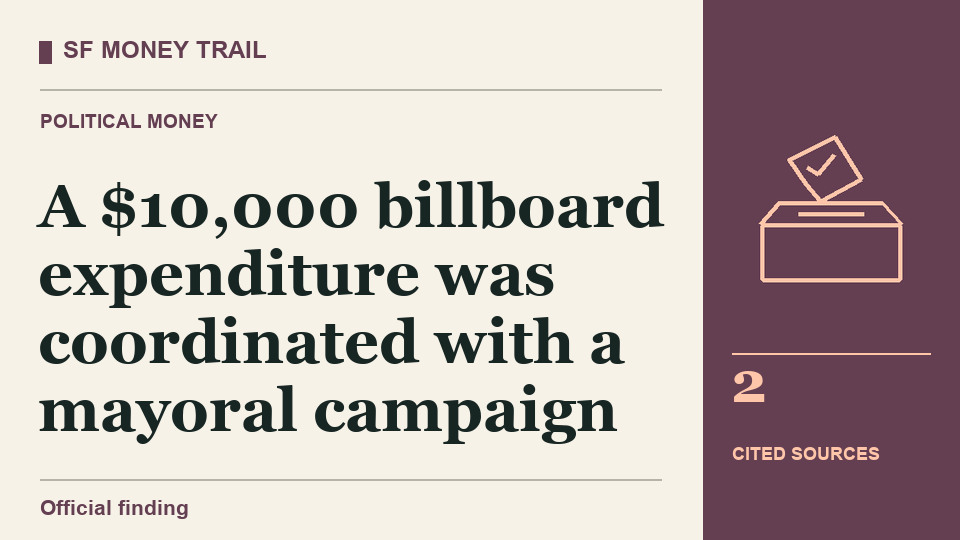 SF MONEY TRAIL
POLITICAL MONEY
A $10,000 billboard
expenditure was
coordinated with a
mayoral campaign
Official finding
2
CITED SOURCES